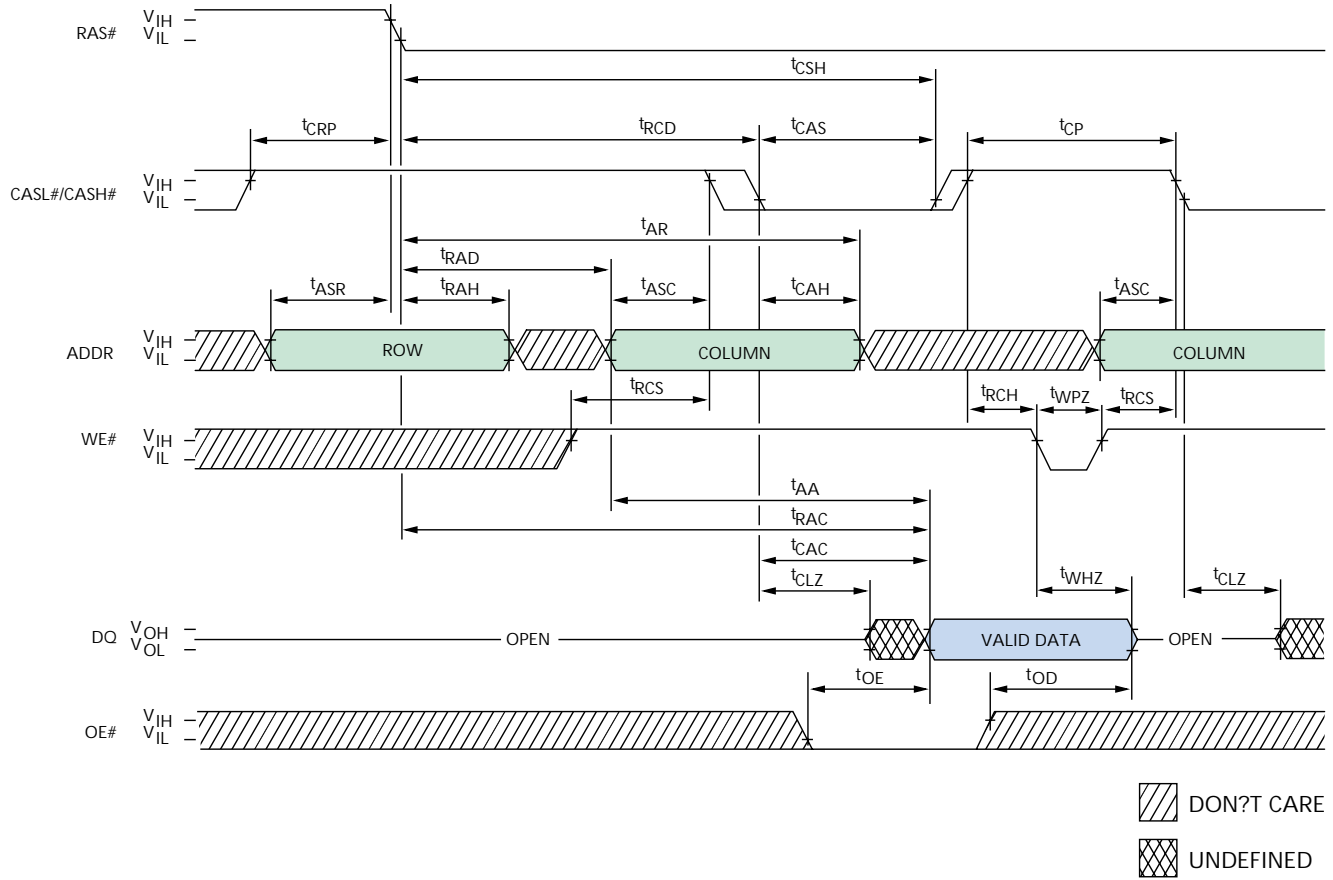 RAS# VIH
VIL
tCSH
tCRP tRCD tCAS tCP
CASL#/CASH# VIH
VIL
tAR
tRAD
tASR tRAH tASC tCAH tASC
ADDR VIH
VIL
ROW COLUMN COLUMN
tRCS tRCH tWPZ tRCS
WE# VIH
VIL
tAA
tRAC
tCAC
tCLZ tWHZ tCLZ
DQ VOH
VOL
OPEN VALID DATA OPEN
tOE tOD
OE# VIH
VIL
DON?T CARE
UNDEFINED